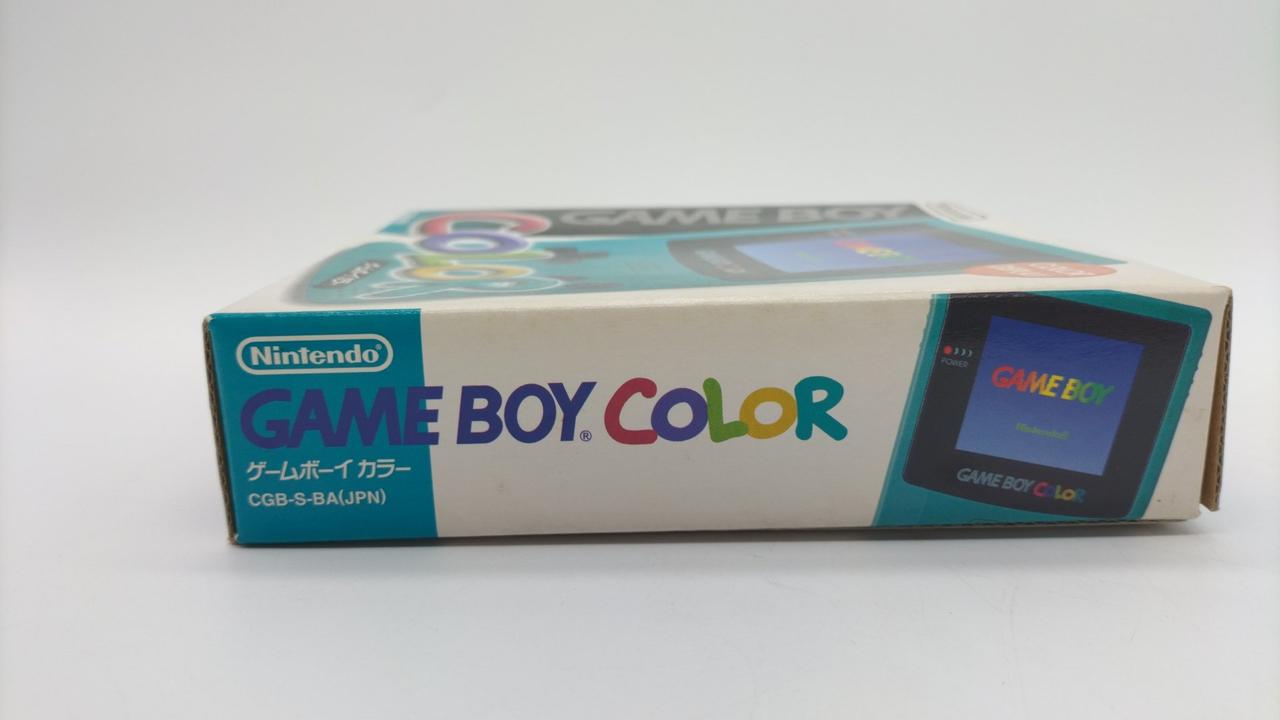 GAME BOY
COLOR
Nintendo
GAME BOY® COLOR
ゲームボーイ カラー
CGB-S-BA(JPN)
POWER
GAME BOY
Nintendo®
GAME BOY COLOR